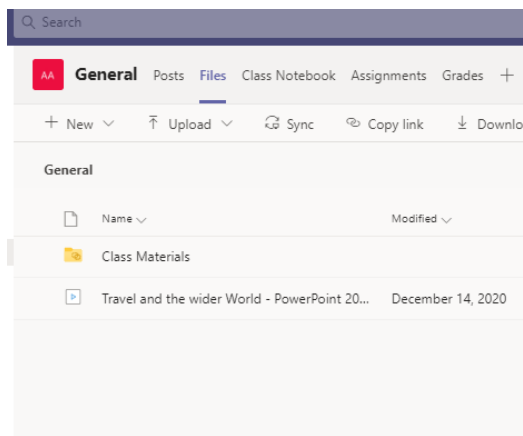 Search
AA General Posts Files Class Notebook Assignments Grades
New Upload Sync Copy link Downlo
General
Name Modified
Class Materials
Travel and the wider World - PowerPoint 20... December 14, 2020